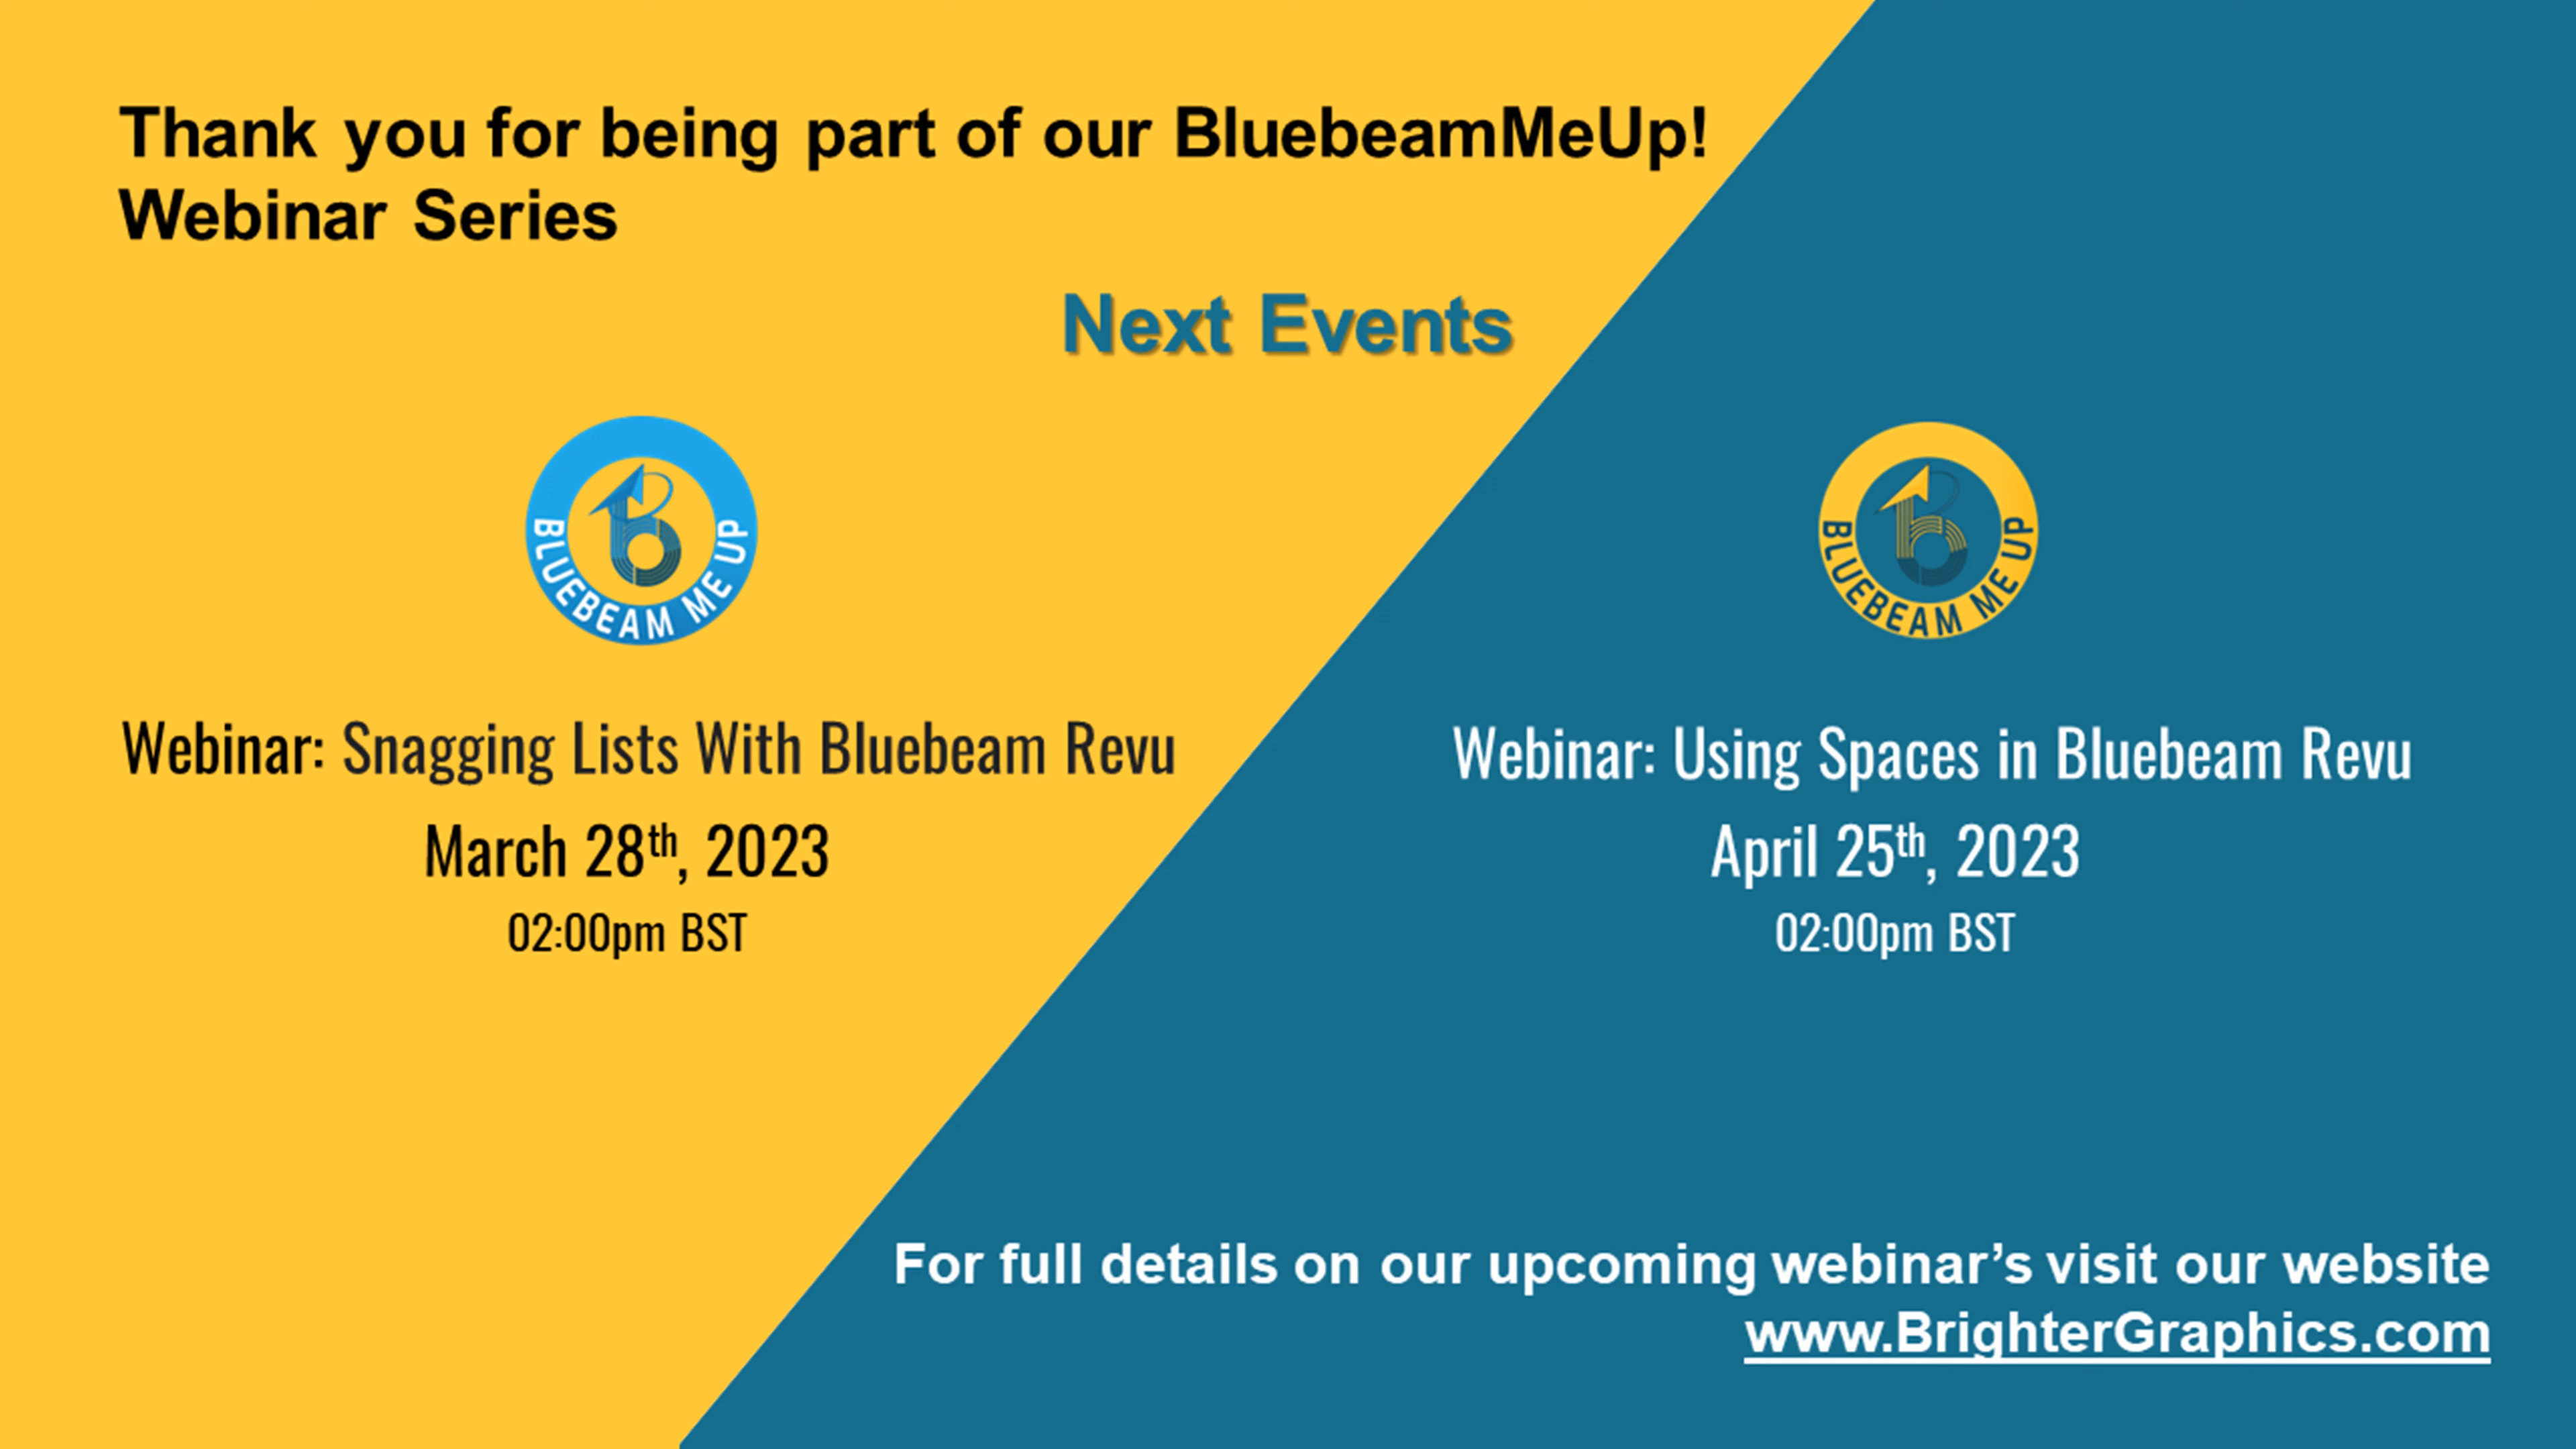 Thank you for being part of our BluebeamMeUp!
Webinar Series
Next Events
BLUEBEAM ME UP
Webinar: Snagging Lists With Bluebeam Revu
March 28th, 2023
02:00pm BST
BLUEBEAM ME UP
Webinar: Using Spaces in Bluebeam Revu
April 25th, 2023
02:00pm BST
For full details on our upcoming webinar’s visit our website
www.BrighterGraphics.com